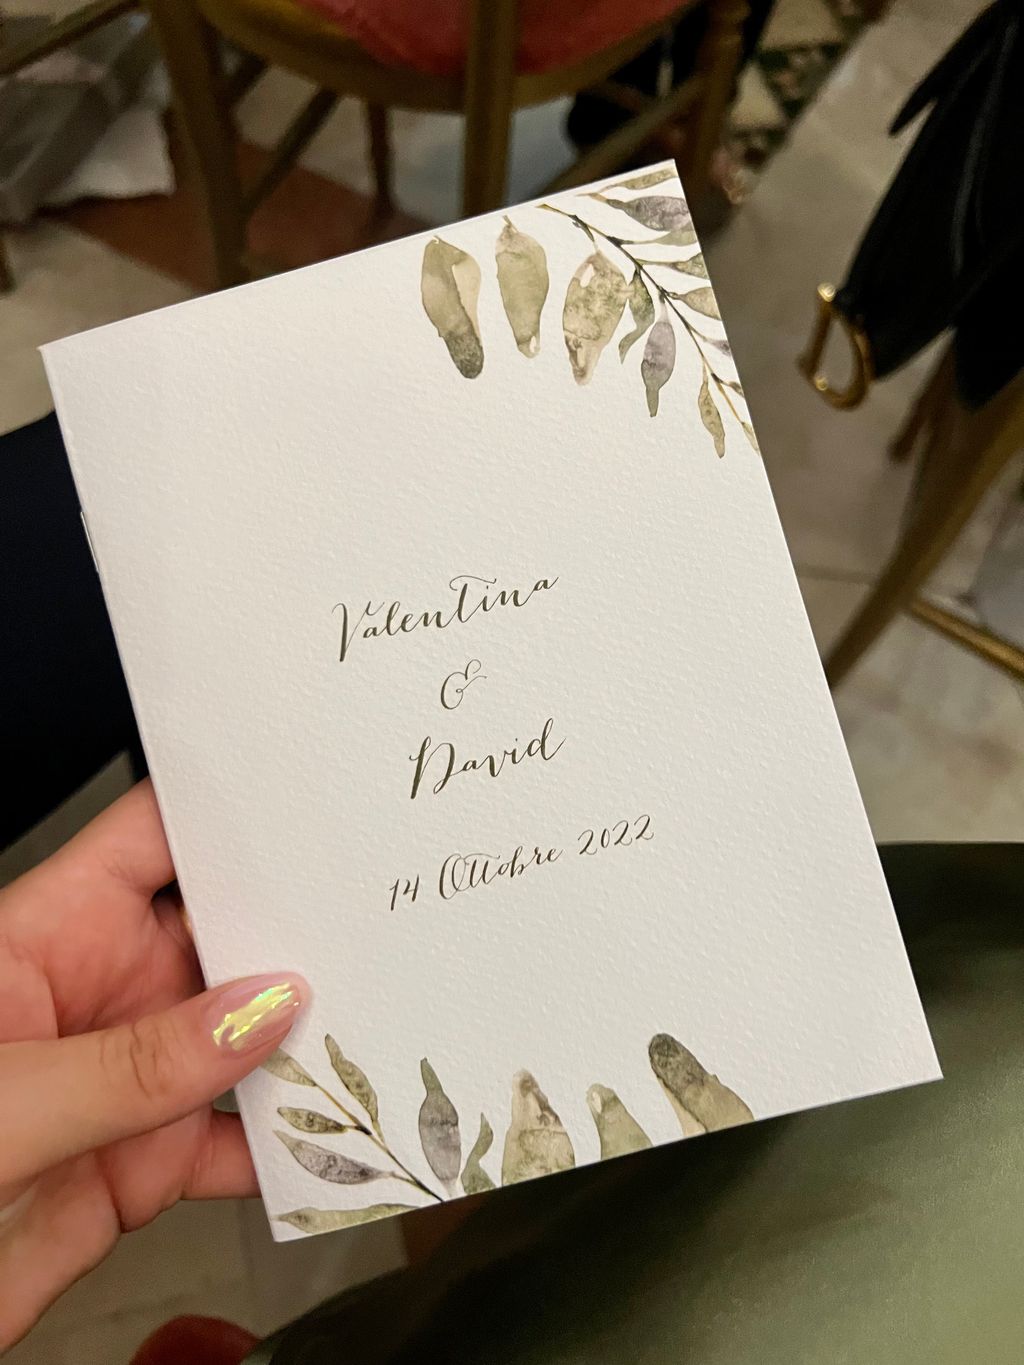 Valentina
&
David
14 Ottobre 2022